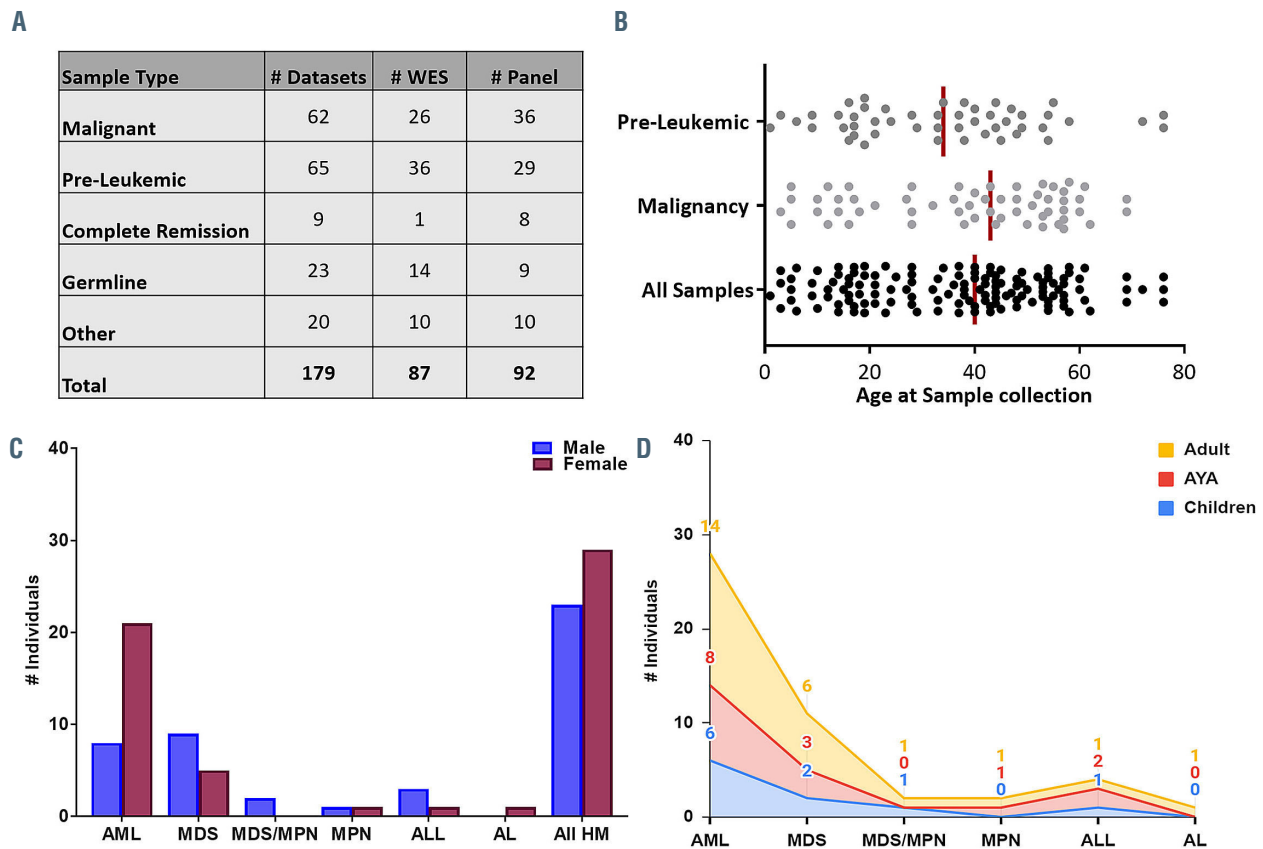 A
Sample Type # Datasets # WES # Panel
Malignant 62 26 36
Pre-Leukemic 65 36 29
Complete Remission 9 1 8
Germline 23 14 9
Other 20 10 10
Total 179 87 92
B
Pre-Leukemic
Malignancy
All Samples
0 20 40 60 80
Age at Sample collection
C
Male
Female
# Individuals
40
30
20
10
0
AML MDS MDS/MPN MPN ALL AL All HM
D
Adult
AYA
Children
# Individuals
40
30
20
10
0
14
8
6
6
3
2
1
0
1
1
1
0
1
2
1
1
0
0
AML MDS MDS/MPN MPN ALL AL